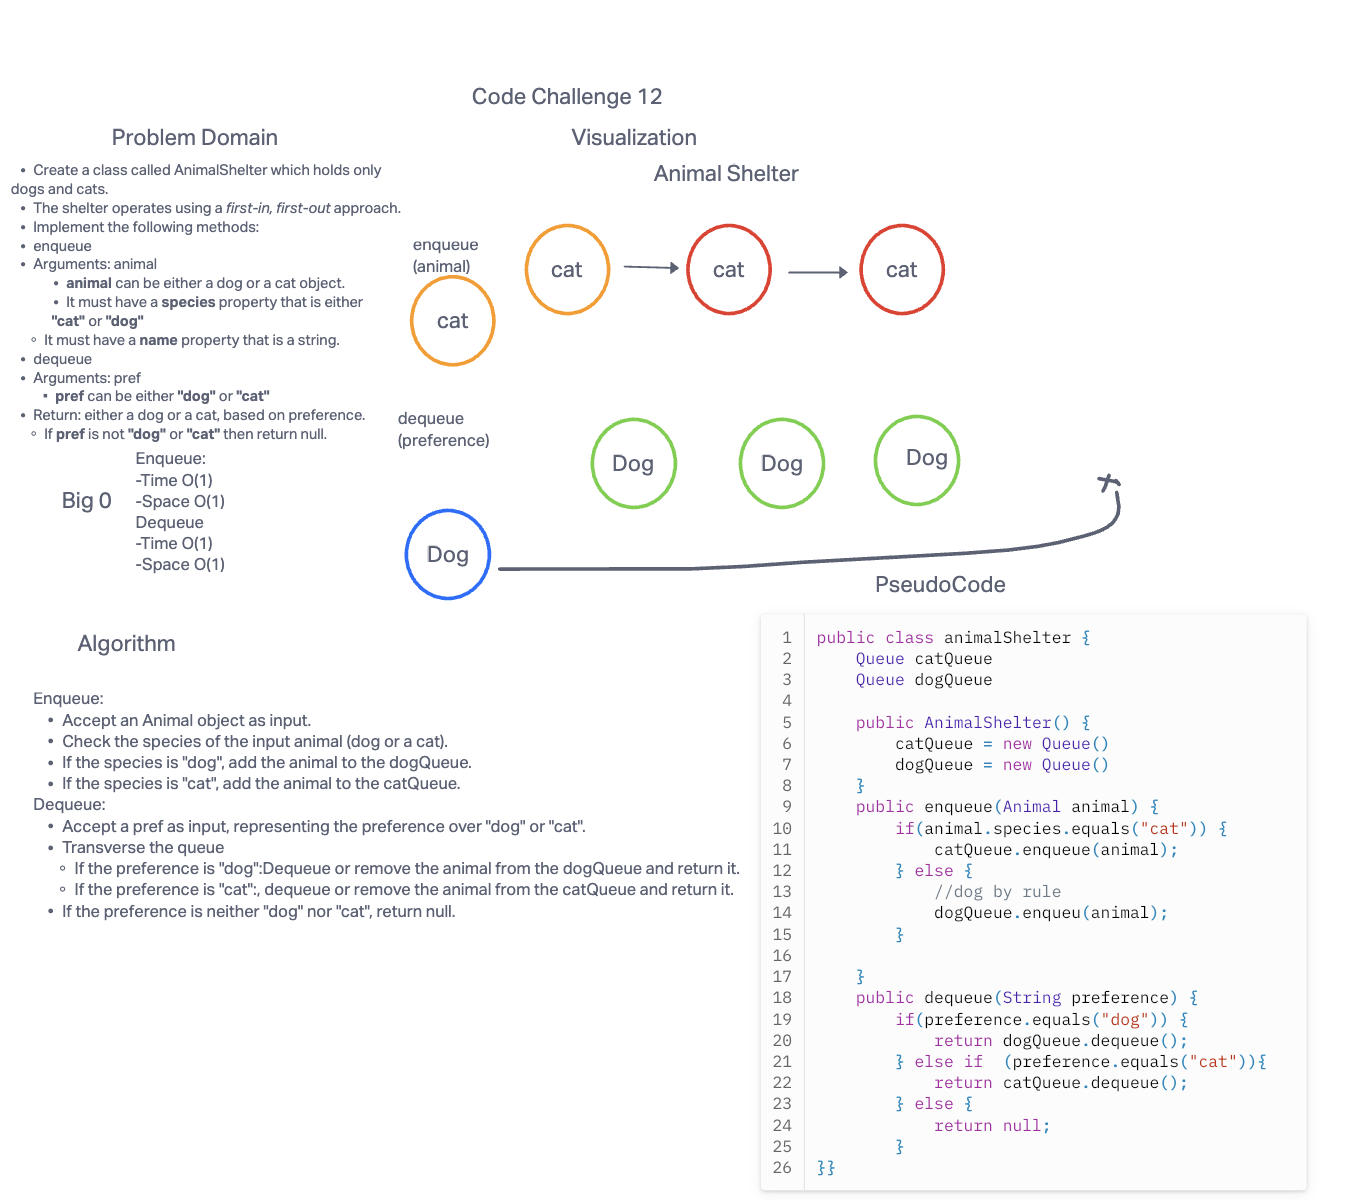 Code Challenge 12
Problem Domain
• Create a class called AnimalShelter which holds only
dogs and cats.
• The shelter operates using a first-in, first-out approach.
• Implement the following methods:
• enqueue
• Arguments: animal
• animal can be either a dog or a cat object.
• It must have a species property that is either
"cat" or "dog"
◦ It must have a name property that is a string.
• dequeue
• Arguments: pref
▪ pref can be either "dog" or "cat"
• Return: either a dog or a cat, based on preference.
◦ If pref is not "dog" or "cat" then return null.
Big 0
Enqueue:
-Time O(1)
-Space O(1)
Dequeue
-Time O(1)
-Space O(1)
Visualization
Animal Shelter
enqueue
(animal)
cat
cat
cat
cat
dequeue
(preference)
Dog
Dog
Dog
Dog
Algorithm
Enqueue:
• Accept an Animal object as input.
• Check the species of the input animal (dog or a cat).
• If the species is "dog", add the animal to the dogQueue.
• If the species is "cat", add the animal to the catQueue.
Dequeue:
• Accept a pref as input, representing the preference over "dog" or "cat".
• Transverse the queue
◦ If the preference is "dog":Dequeue or remove the animal from the dogQueue and return it.
◦ If the preference is "cat":, dequeue or remove the animal from the catQueue and return it.
• If the preference is neither "dog" nor "cat", return null.
PseudoCode
1 public class animalShelter {
2 Queue catQueue
3 Queue dogQueue
4
5 public AnimalShelter() {
6 catQueue = new Queue()
7 dogQueue = new Queue()
8 }
9 public enqueue(Animal animal) {
10 if(animal.species.equals("cat")) {
11 catQueue.enqueue(animal);
12 } else {
13 //dog by rule
14 dogQueue.enqueu(animal);
15 }
16
17 }
18 public dequeue(String preference) {
19 if(preference.equals("dog")) {
20 return dogQueue.dequeue();
21 } else if  (preference.equals("cat")){
22 return catQueue.dequeue();
23 } else {
24 return null;
25 }
26 }}